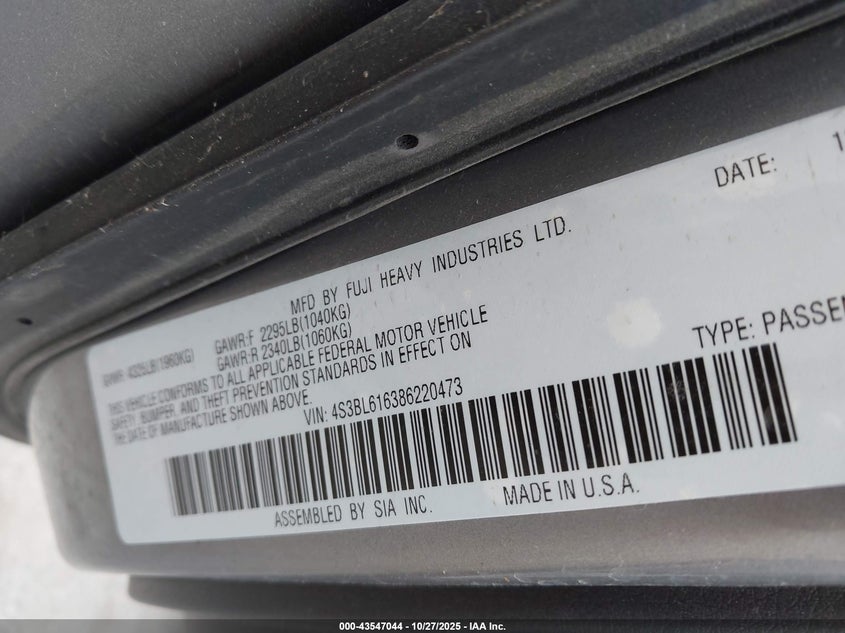 MFD BY FUJI HEAVY INDUSTRIES LTD.
DATE:
GVWR: 4325LB(1960KG) GAWR:F 2295LB(1040KG)
GAWR:R 2340LB(1060KG)
THIS VEHICLE CONFORMS TO ALL APPLICABLE FEDERAL MOTOR VEHICLE
SAFETY, BUMPER, AND THEFT PREVENTION STANDARDS IN EFFECT ON
THE DATE OF MANUFACTURE SHOWN ABOVE.
VIN: 4S3BL616386220473
TYPE: PASSEN
ASSEMBLED BY SIA INC.
MADE IN U.S.A.
000-43547044 - 10/27/2025 - IAA Inc.